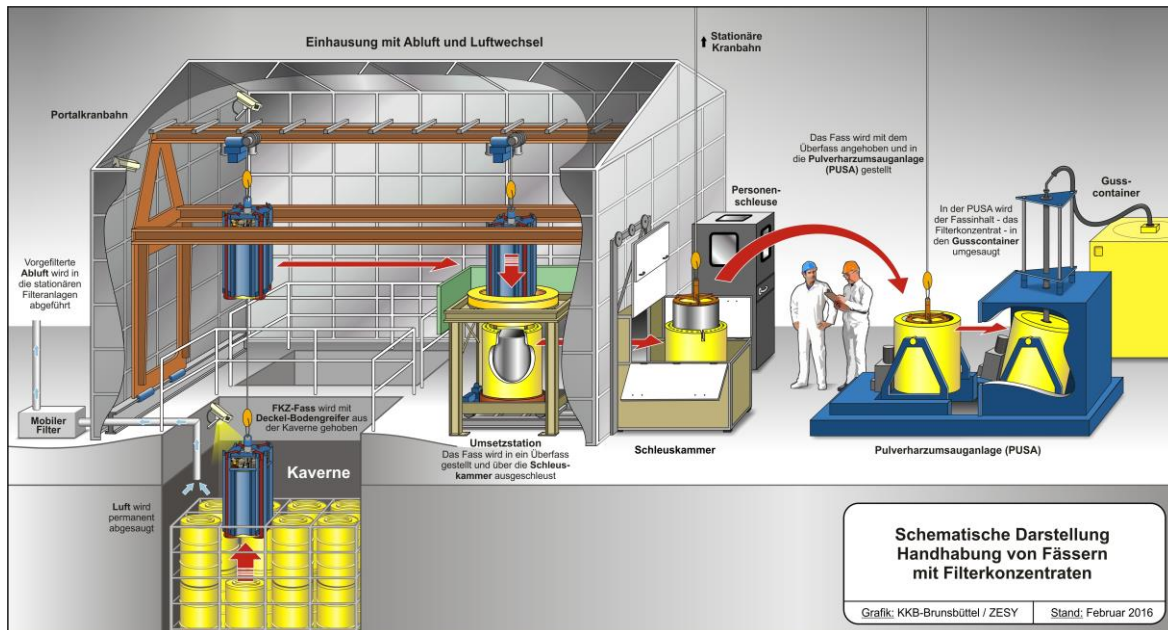 Einhausung mit Abluft und Luftwechsel
Stationäre
Kranbahn
Portalkranbahn
Das Fass wird mit dem
Überfass angehoben und in
die Pulverharzumsauganlage
(PUSA) gestellt
Personen-
schleuse
Guss-
container
In der PUSA wird
der Fassinhalt - das
Filterkonzentrat - in
den Gusscontainer
umgesaugt
Vorgefilterte
Abluft wird in
die stationären
Filteranlagen
abgeführt
Mobiler
Filter
FKZ-Fass wird mit
Deckel-Bodengreifer aus
der Kaverne gehoben
Umsetzstation
Das Fass wird in ein Überfass
gestellt und über die Schleus-
kammer ausgeschleust
Schleuskammer
Pulverharzumsauganlage (PUSA)
Kaverne
Luft wird
permanent
abgesaugt
Schematische Darstellung
Handhabung von Fässern
mit Filterkonzentraten
Grafik: KKB-Brunsbüttel / ZESY
Stand: Februar 2016